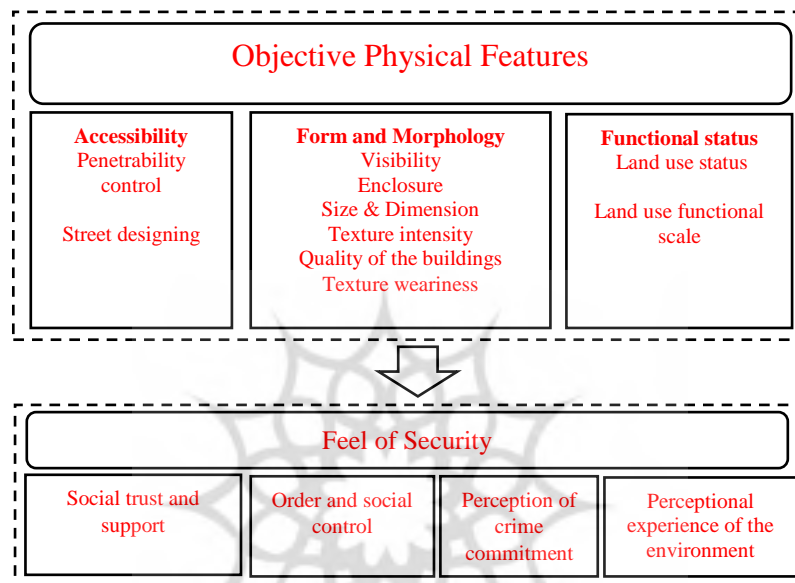 Objective Physical Features
Accessibility
Penetrability
control
Street designing
Form and Morphology
Visibility
Enclosure
Size & Dimension
Texture intensity
Quality of the buildings
Texture weariness
Functional status
Land use status
Land use functional
scale
Feel of Security
Social trust and
support
Order and social
control
Perception of
crime
commitment
Perceptional
experience of the
environment